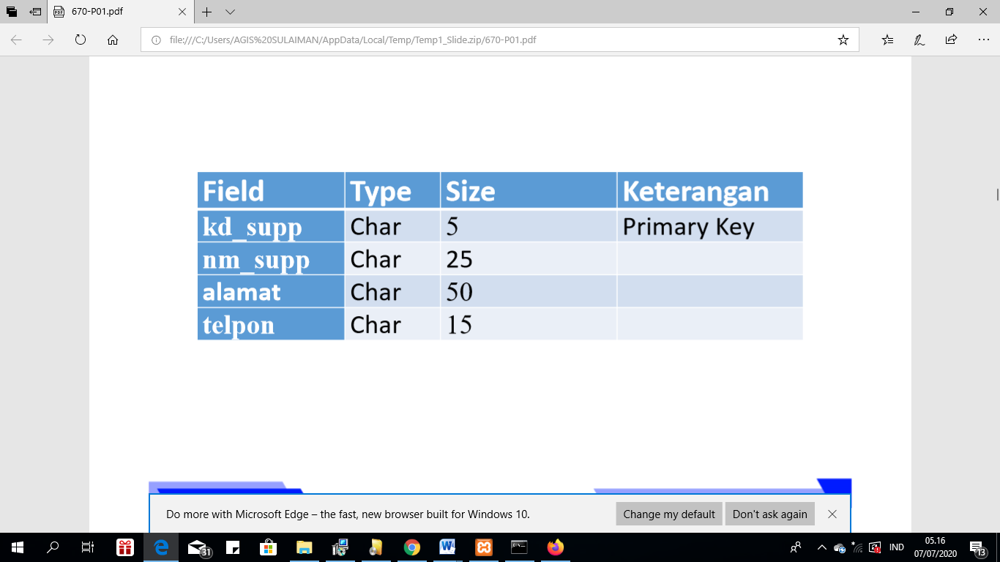 670-P01.pdf
file:///C:/Users/AGIS%20SULAIMAN/AppData/Local/Temp/Temp1_Slide.zip/670-P01.pdf
Field Type Size Keterangan
kd_supp Char 5 Primary Key
nm_supp Char 25
alamat Char 50
telpon Char 15
Do more with Microsoft Edge – the fast, new browser built for Windows 10. Change my default Don't ask again
31 IND 05.16
07/07/2020 13